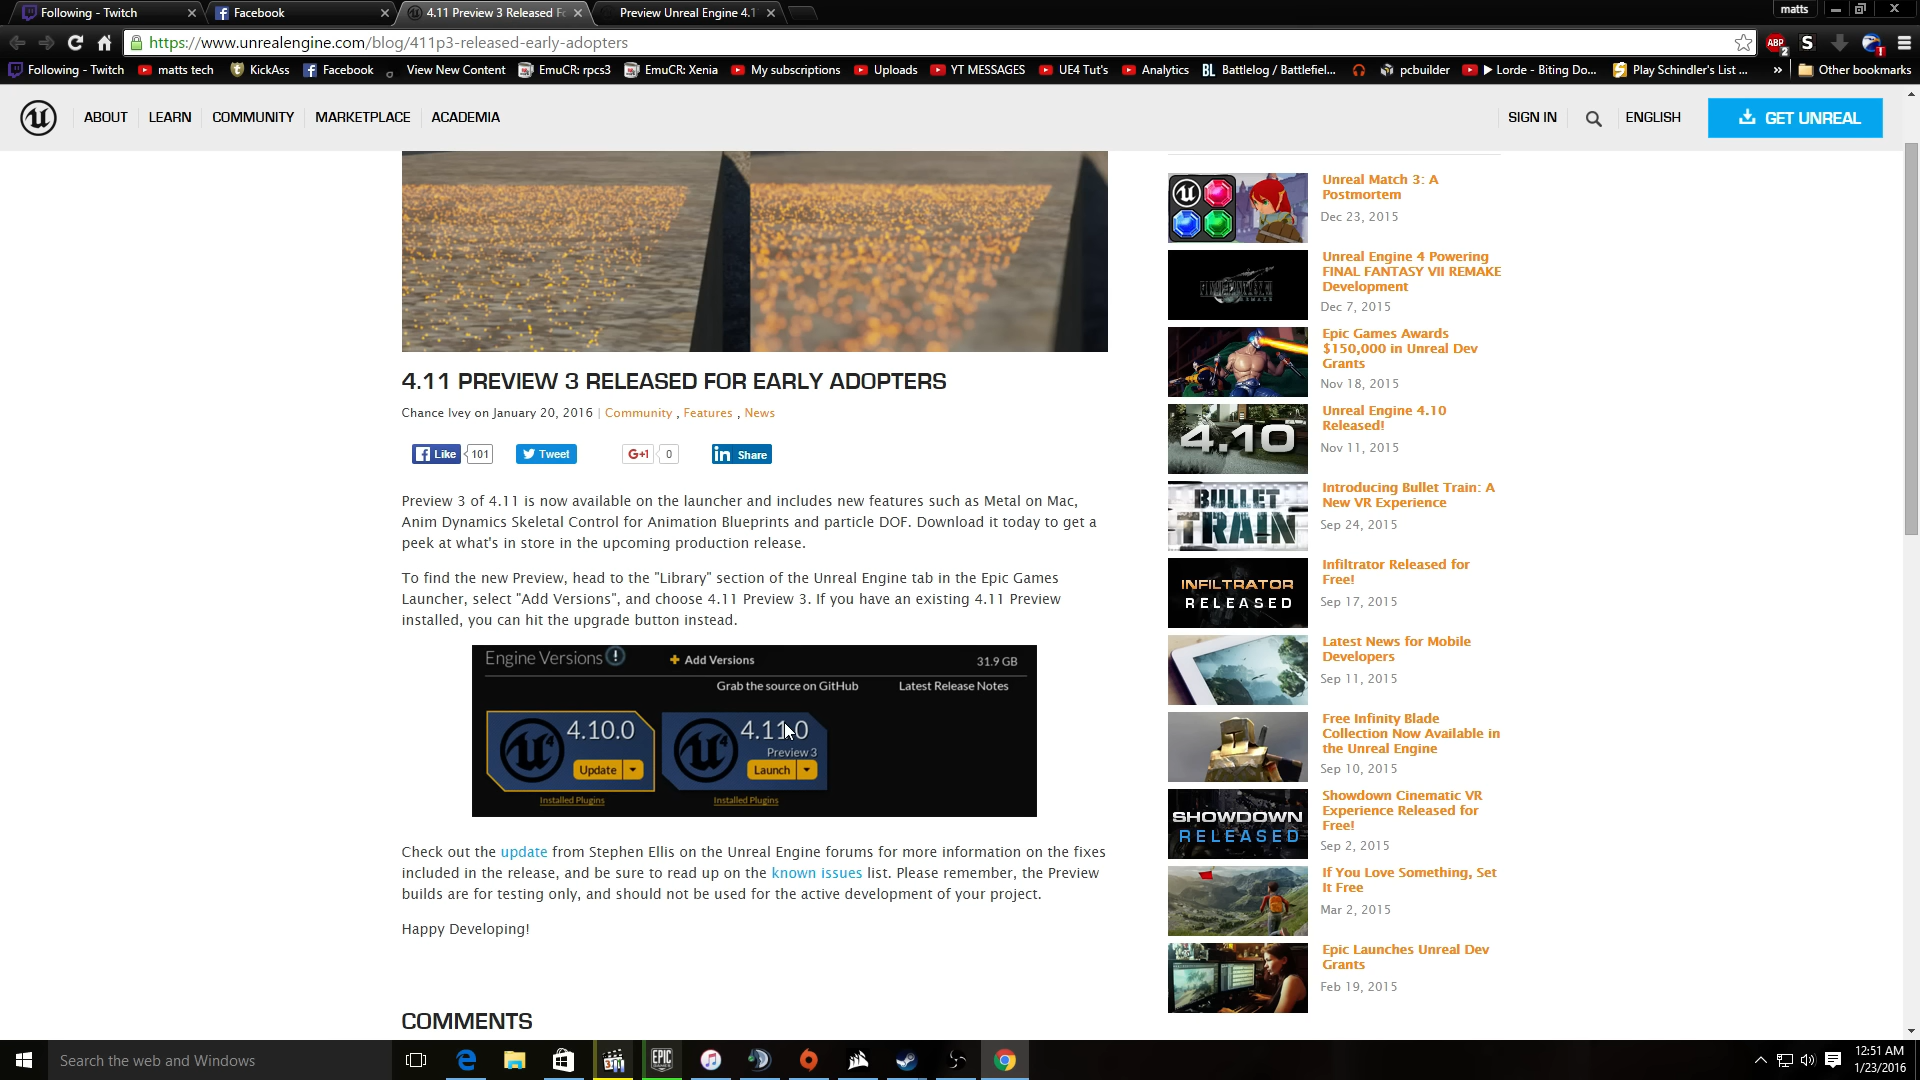 Following - Twitch
Facebook
4.11 Preview 3 Released Fo
Preview Unreal Engine 4.1
matts
https://www.unrealengine.com/blog/411p3-released-early-adopters
ABP
2
S
1
Following - Twitch
matts tech
KickAss
Facebook
View New Content
EmuCR: rpcs3
EmuCR: Xenia
My subscriptions
Uploads
YT MESSAGES
UE4 Tut's
Analytics
BL Battlelog / Battlefiel...
pcbuilder
▶ Lorde - Biting Do...
Play Schindler's List ...
»
Other bookmarks
ABOUT
LEARN
COMMUNITY
MARKETPLACE
ACADEMIA
SIGN IN
ENGLISH
GET UNREAL
4.11 PREVIEW 3 RELEASED FOR EARLY ADOPTERS
Chance Ivey on January 20, 2016 | Community , Features , News
Like 101
Tweet
G+1 0
in Share
Preview 3 of 4.11 is now available on the launcher and includes new features such as Metal on Mac,
Anim Dynamics Skeletal Control for Animation Blueprints and particle DOF. Download it today to get a
peek at what's in store in the upcoming production release.
To find the new Preview, head to the "Library" section of the Unreal Engine tab in the Epic Games
Launcher, select "Add Versions", and choose 4.11 Preview 3. If you have an existing 4.11 Preview
installed, you can hit the upgrade button instead.
Engine Versions
+ Add Versions
31.9 GB
Grab the source on GitHub
Latest Release Notes
4.10.0
Update
Installed Plugins
4.11.0
Preview 3
Launch
Installed Plugins
Check out the update from Stephen Ellis on the Unreal Engine forums for more information on the fixes
included in the release, and be sure to read up on the known issues list. Please remember, the Preview
builds are for testing only, and should not be used for the active development of your project.
Happy Developing!
COMMENTS
Unreal Match 3: A
Postmortem
Dec 23, 2015
Unreal Engine 4 Powering
FINAL FANTASY VII REMAKE
Development
Dec 7, 2015
Epic Games Awards
$150,000 in Unreal Dev
Grants
Nov 18, 2015
4.10
Unreal Engine 4.10
Released!
Nov 11, 2015
BULLET
TRAIN
Introducing Bullet Train: A
New VR Experience
Sep 24, 2015
INFILTRATOR
RELEASED
Infiltrator Released for
Free!
Sep 17, 2015
Latest News for Mobile
Developers
Sep 11, 2015
Free Infinity Blade
Collection Now Available in
the Unreal Engine
Sep 10, 2015
SHOWDOWN
RELEASED
Showdown Cinematic VR
Experience Released for
Free!
Sep 2, 2015
If You Love Something, Set
It Free
Mar 2, 2015
Epic Launches Unreal Dev
Grants
Feb 19, 2015
Search the web and Windows
EPIC
GAMES
12:51 AM
1/23/2016